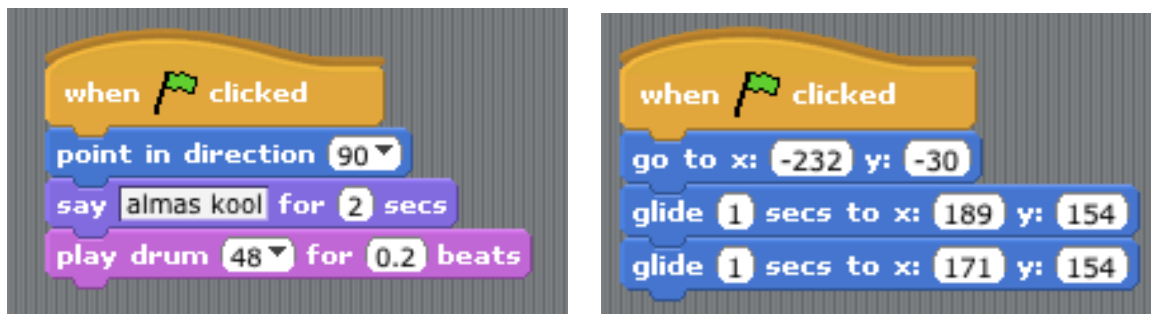 when clicked
point in direction 90
say almas kool for 2 secs
play drum 48 for 0.2 beats
when clicked
go to x: -232 y: -30
glide 1 secs to x: 189 y: 154
glide 1 secs to x: 171 y: 154